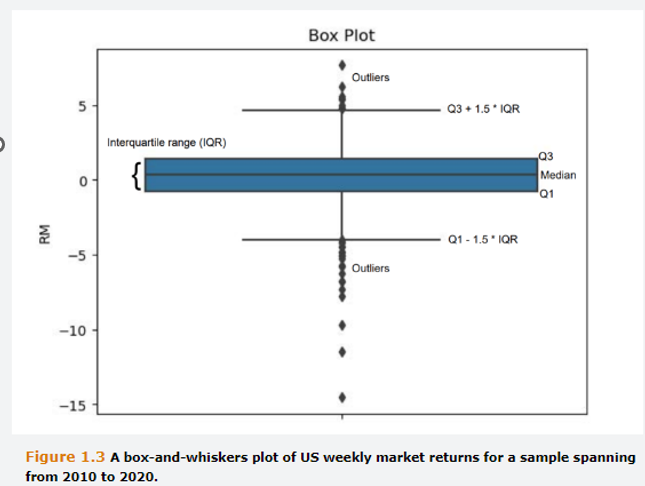 Box Plot
Outliers
5
Q3 + 1.5 * IQR
Interquartile range (IQR)
{
Q3
0
Median
Q1
RM
Q1 - 1.5 * IQR
−5
Outliers
−10
−15
Figure 1.3 A box-and-whiskers plot of US weekly market returns for a sample spanning
from 2010 to 2020.